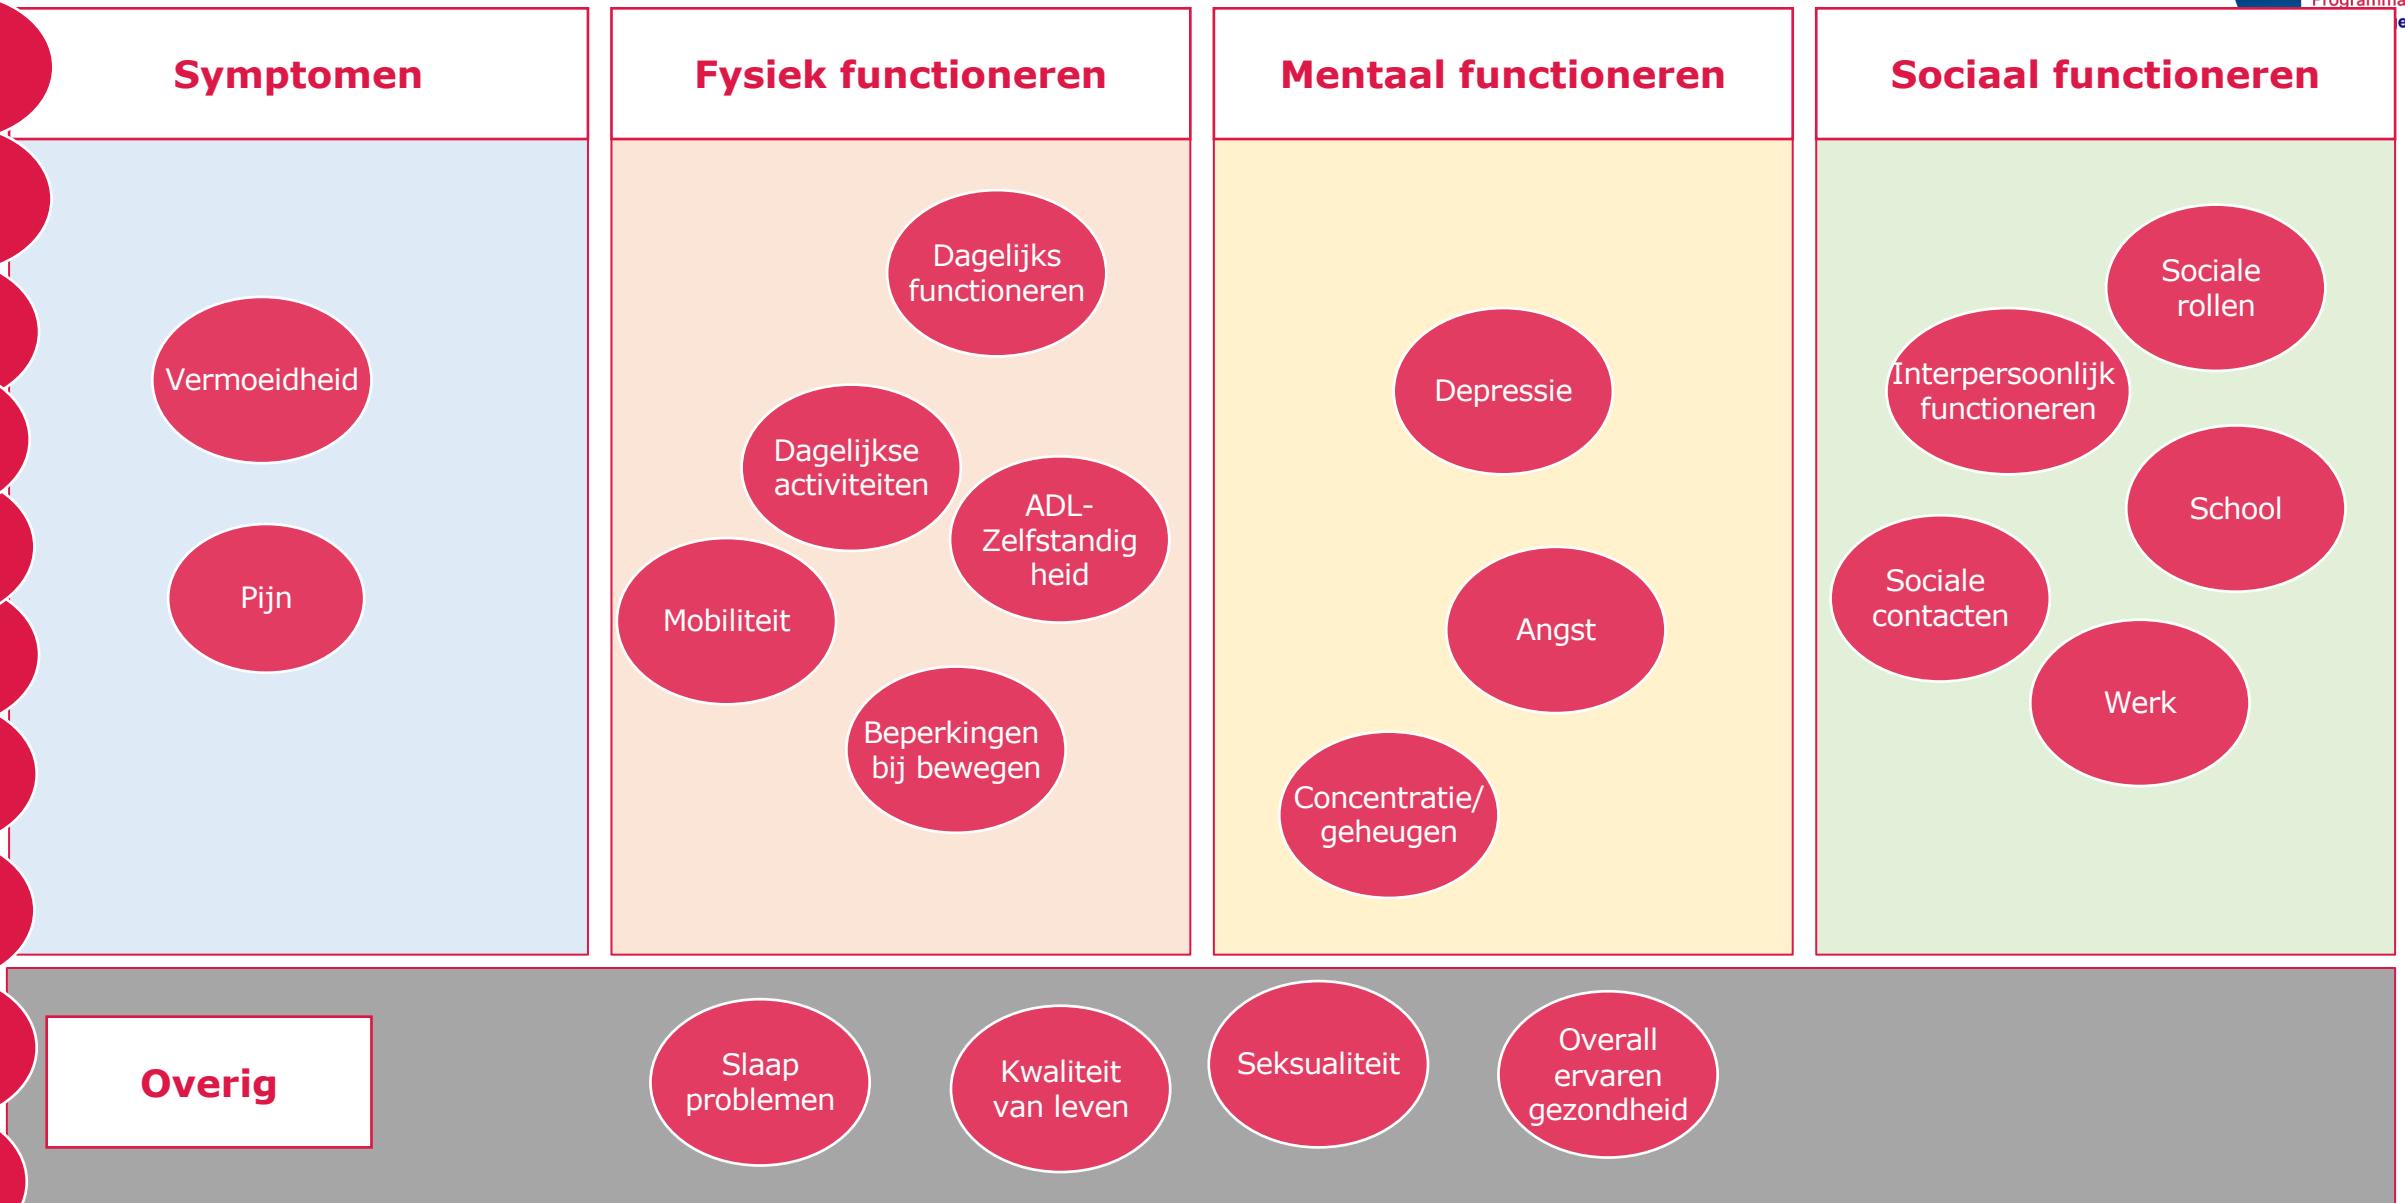 Symptomen
Vermoeidheid
Pijn
Fysiek functioneren
Dagelijks
functioneren
Dagelijkse
activiteiten
ADL-
Zelfstandig
heid
Mobiliteit
Beperkingen
bij bewegen
Mentaal functioneren
Depressie
Angst
Concentratie/
geheugen
Sociaal functioneren
Sociale
rollen
Interpersoonlijk
functioneren
School
Sociale
contacten
Werk
Overig
Slaap
problemen
Kwaliteit
van leven
Seksualiteit
Overall
ervaren
gezondheid